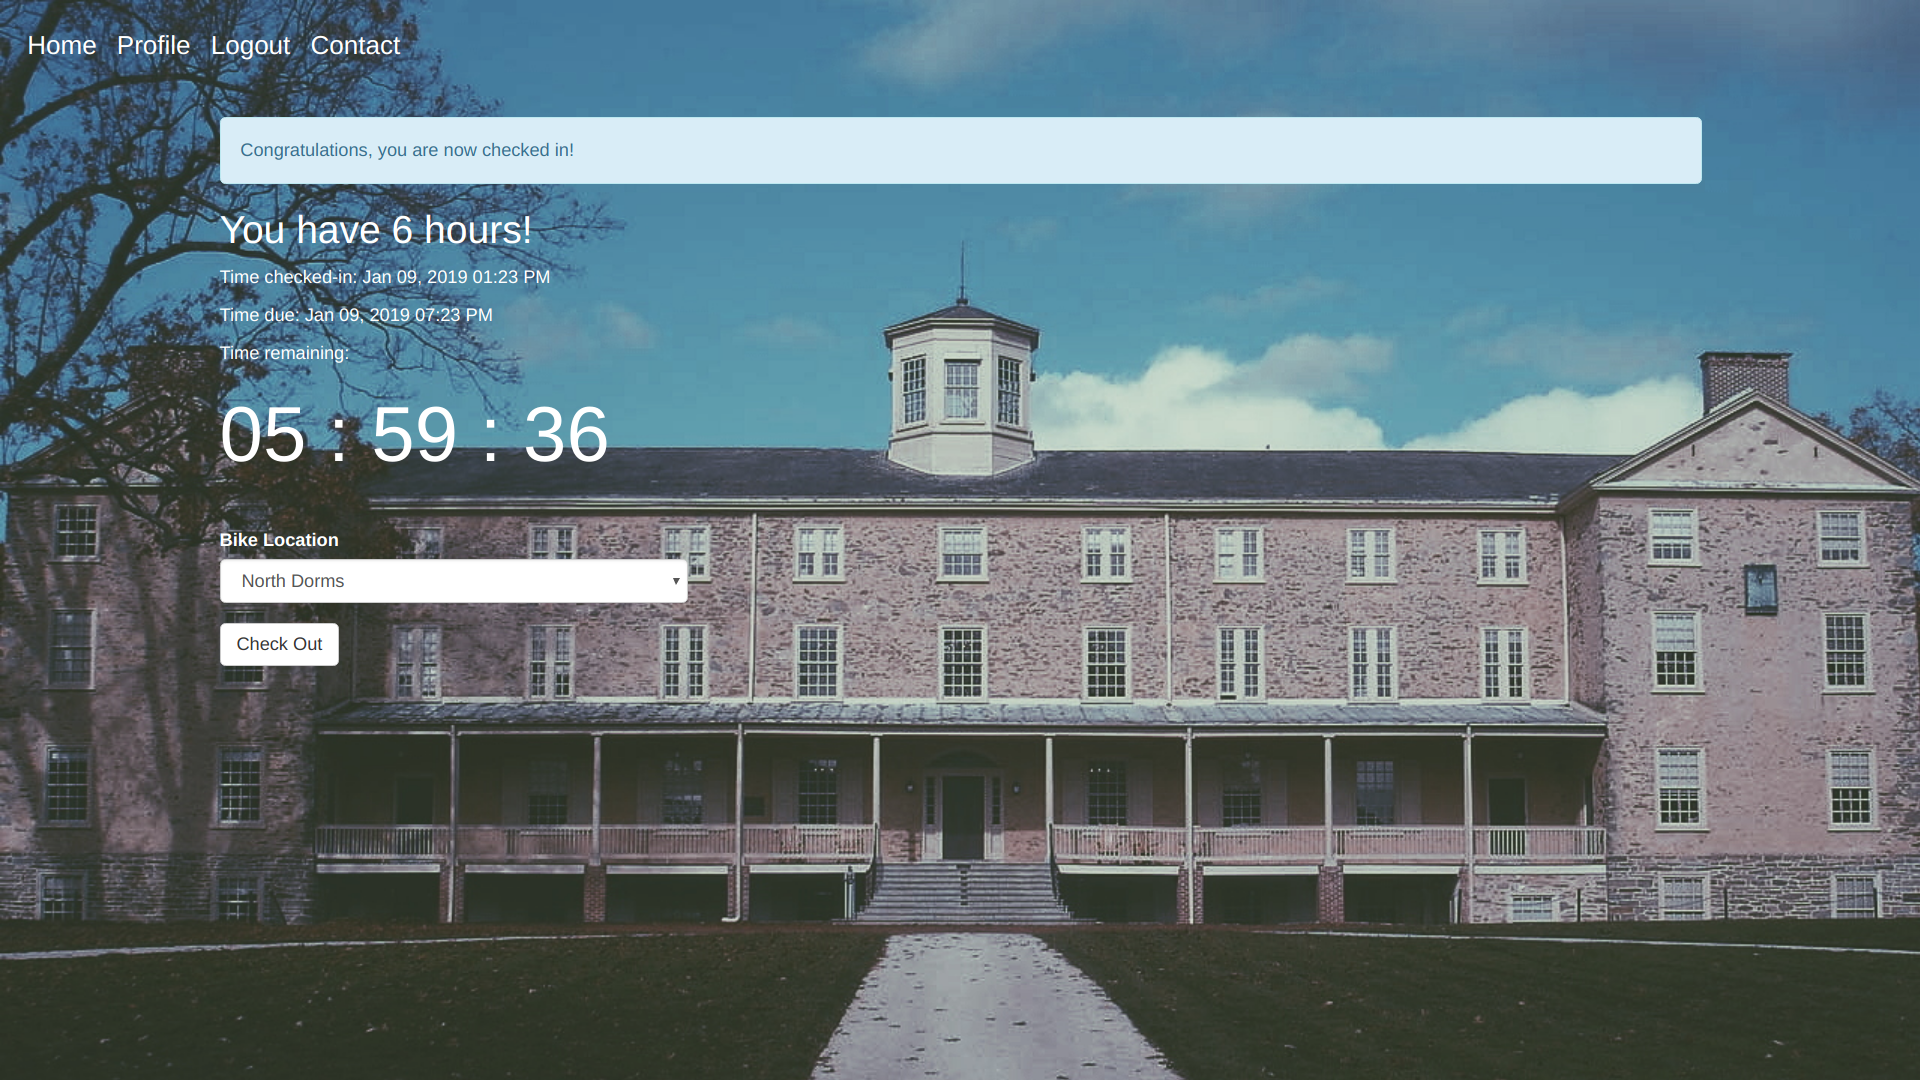 Home Profile Logout Contact
Congratulations, you are now checked in!
You have 6 hours!
Time checked-in: Jan 09, 2019 01:23 PM
Time due: Jan 09, 2019 07:23 PM
Time remaining:
05 : 59 : 36
Bike Location
North Dorms
Check Out